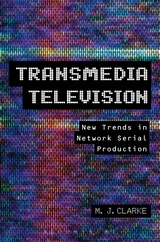 TRANSMEDIA
TELEVISION
New Trends in
Network Serial
Production
M. J. CLARKE